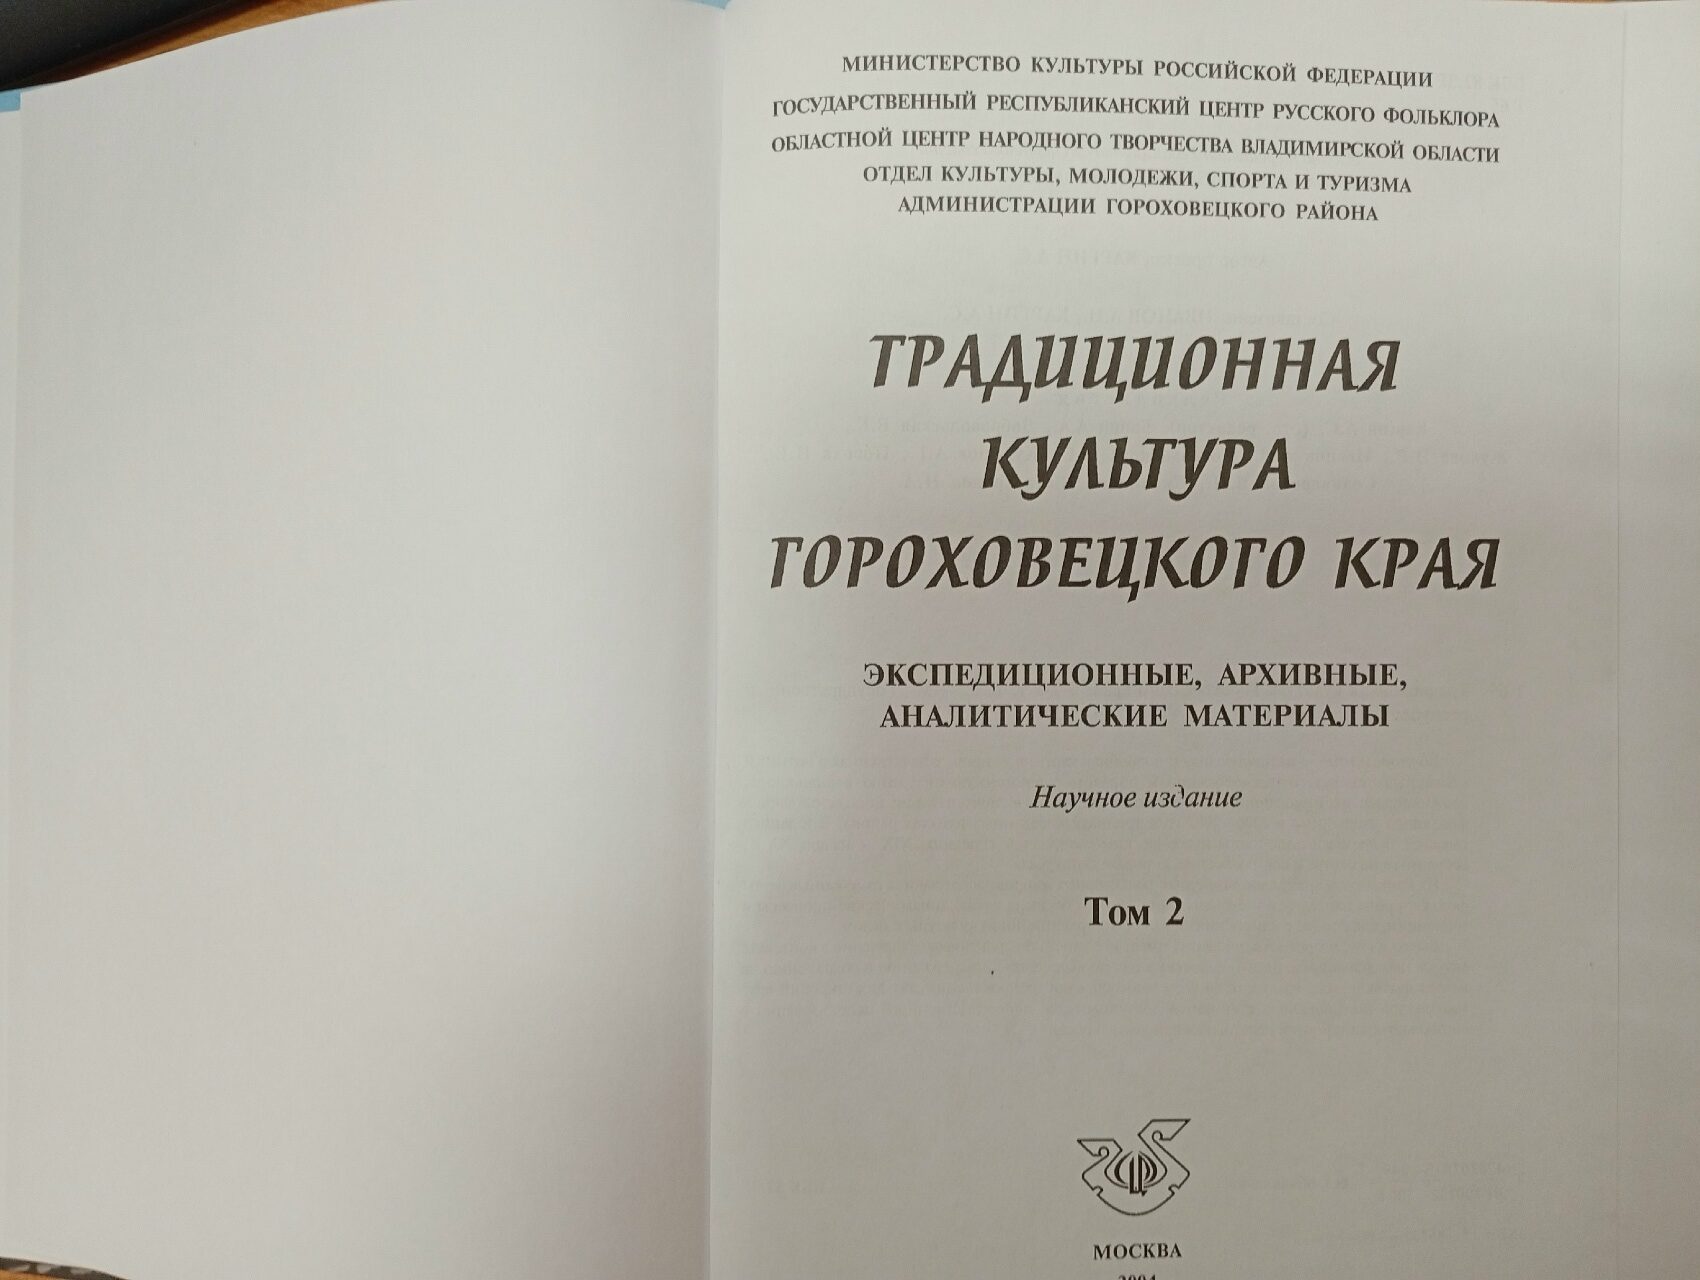 МИНИСТЕРСТВО КУЛЬТУРЫ РОССИЙСКОЙ ФЕДЕРАЦИИ
ГОСУДАРСТВЕННЫЙ РЕСПУБЛИКАНСКИЙ ЦЕНТР РУССКОГО ФОЛЬКЛОРА
ОБЛАСТНОЙ ЦЕНТР НАРОДНОГО ТВОРЧЕСТВА ВЛАДИМИРСКОЙ ОБЛАСТИ
ОТДЕЛ КУЛЬТУРЫ, МОЛОДЕЖИ, СПОРТА И ТУРИЗМА
АДМИНИСТРАЦИИ ГОРОХОВЕЦКОГО РАЙОНА
ТРАДИЦИОННАЯ
КУЛЬТУРА
ГОРОХОВЕЦКОГО КРАЯ
ЭКСПЕДИЦИОННЫЕ, АРХИВНЫЕ,
АНАЛИТИЧЕСКИЕ МАТЕРИАЛЫ
Научное издание
Том 2
МОСКВА